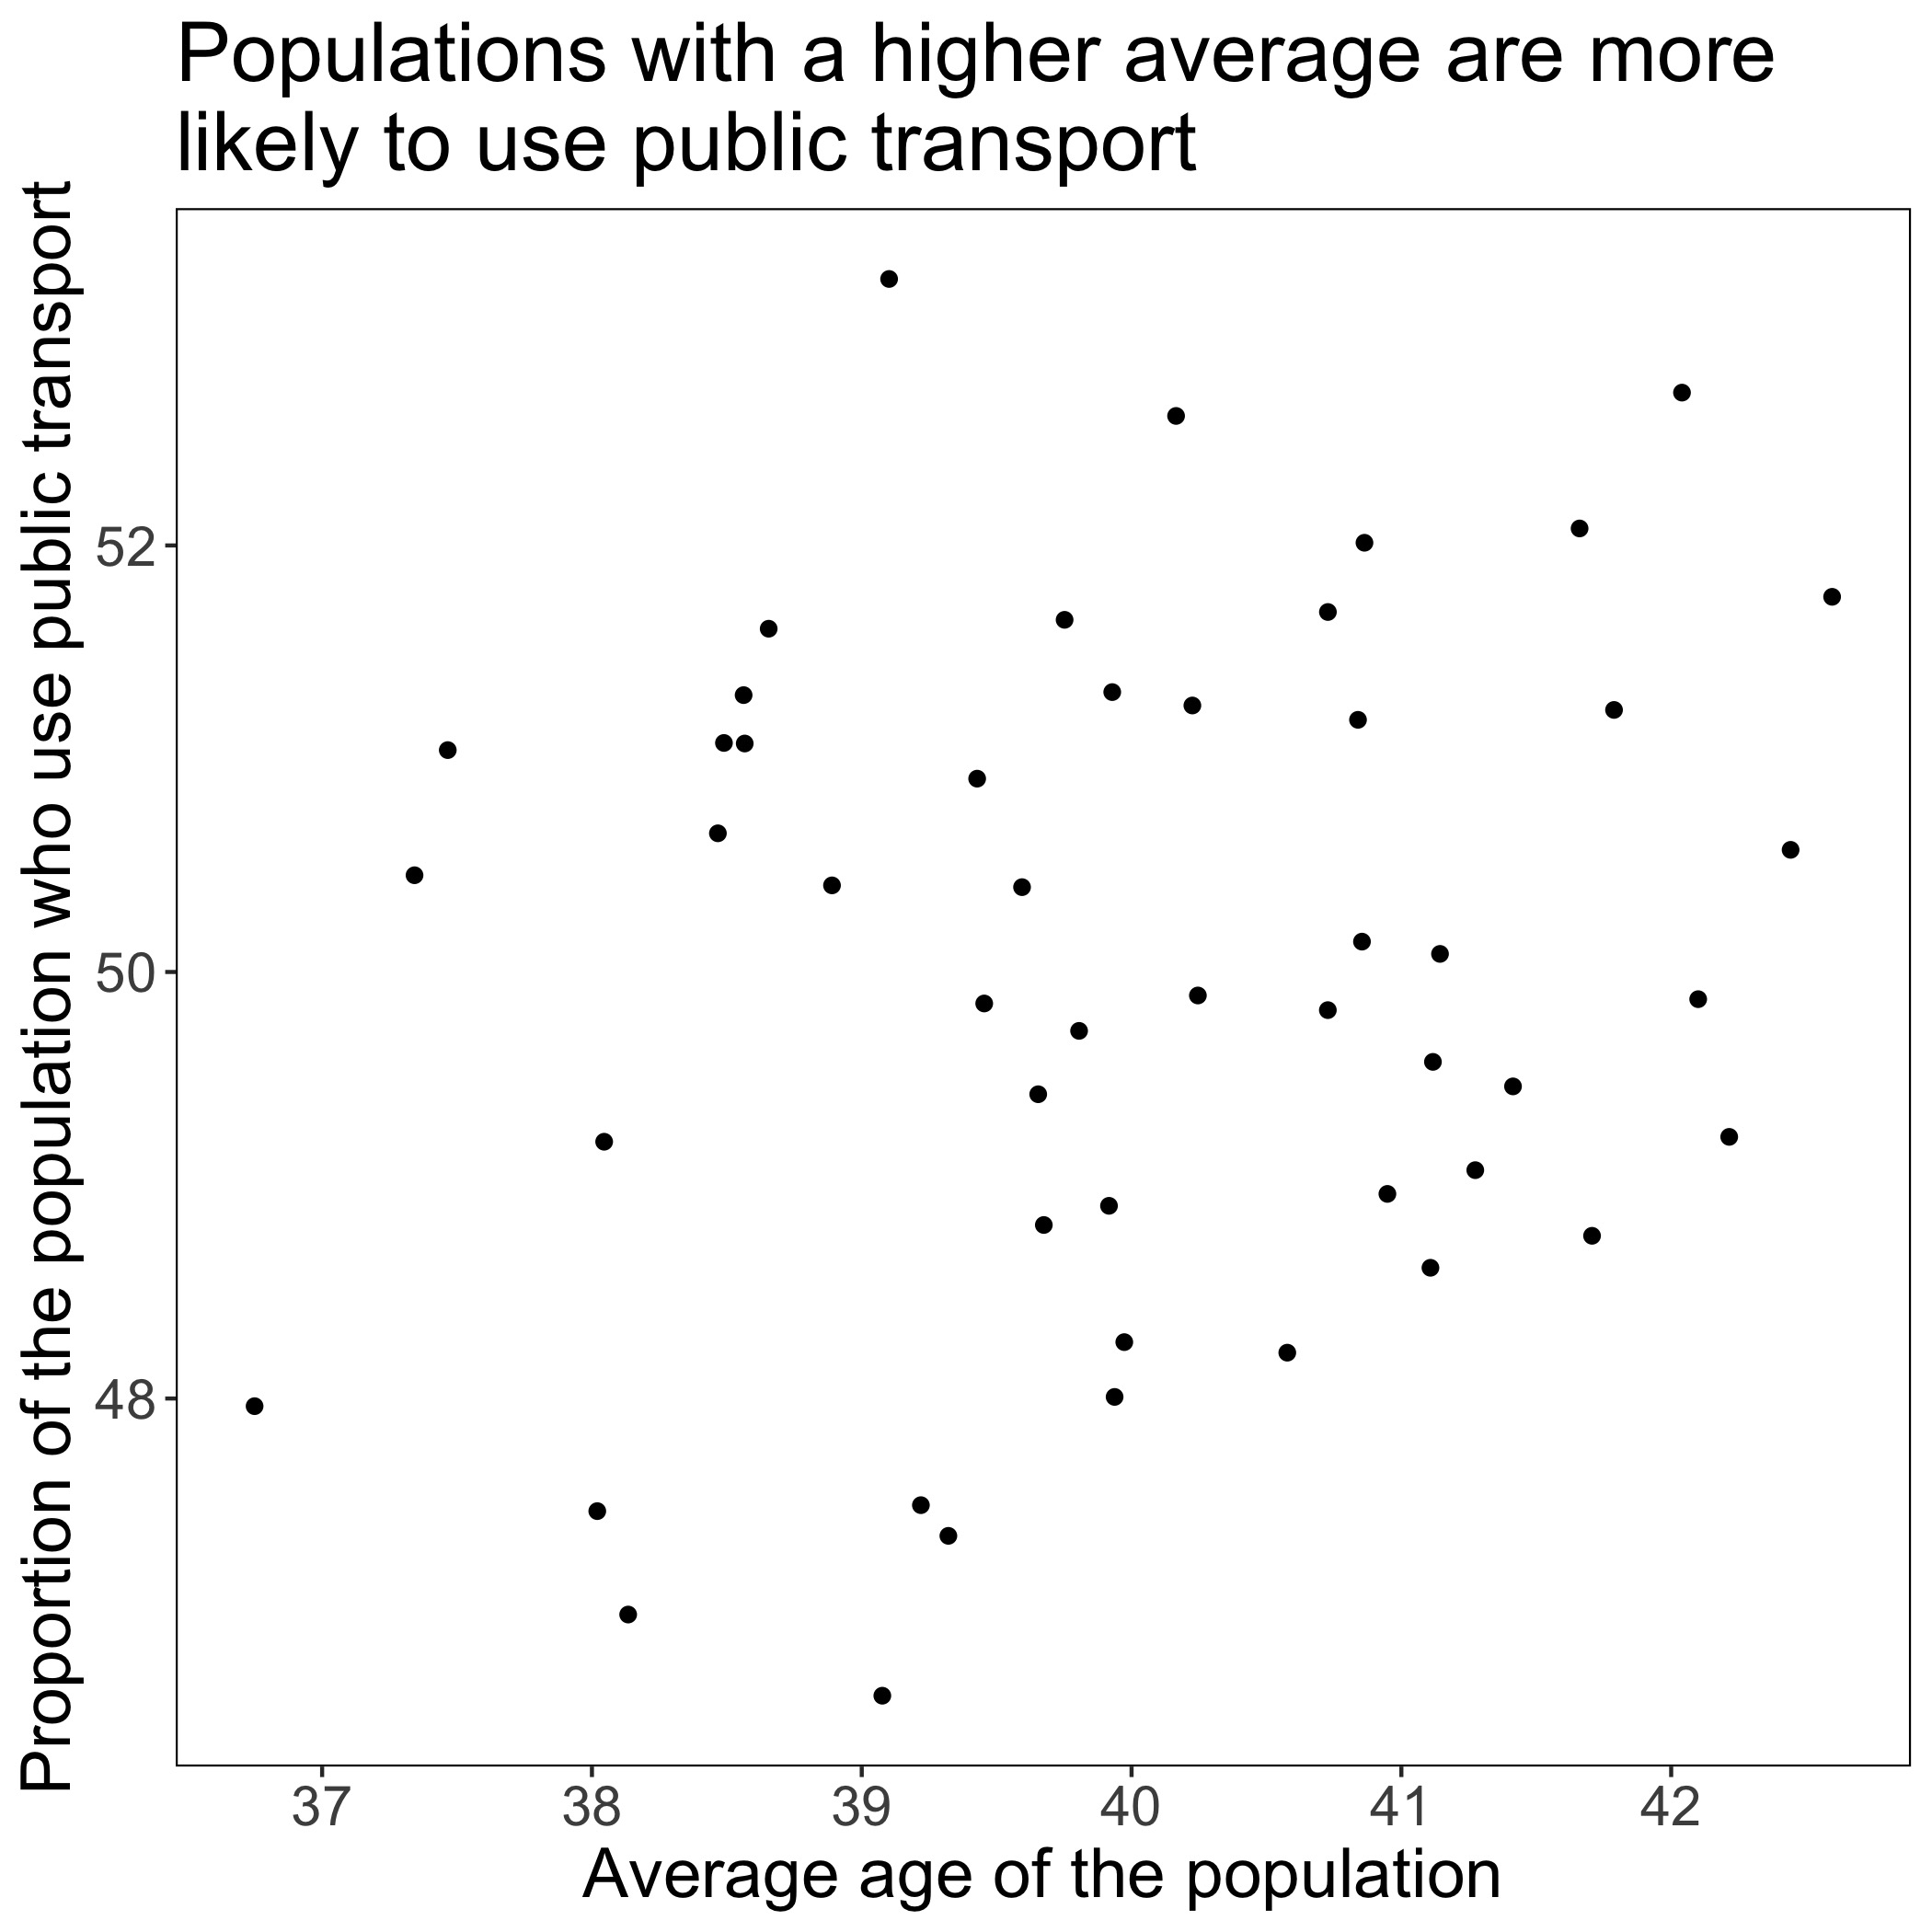 Populations with a higher average are more
likely to use public transport
Proportion of the population who use public transport
52
50
48
37
38
39
40
41
42
Average age of the population